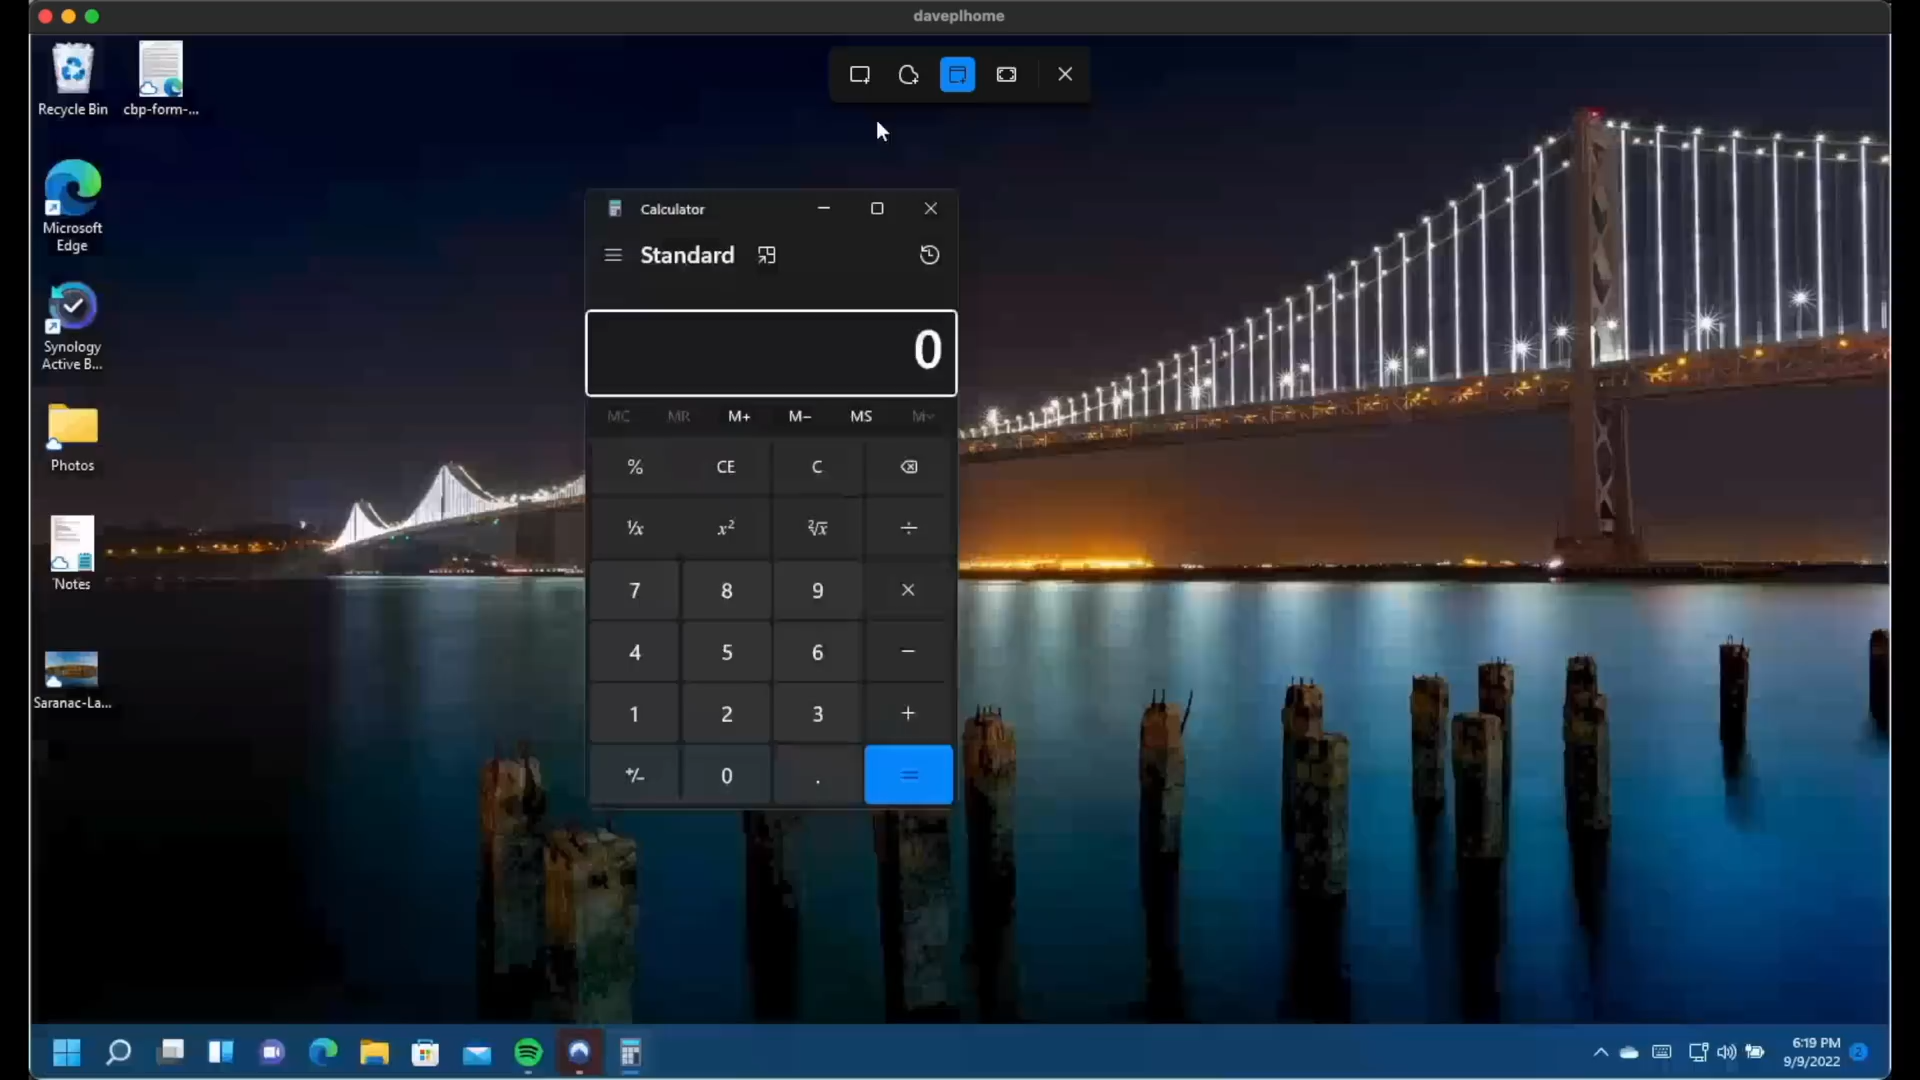 daveplhome
Recycle Bin
cbp-form-...
Microsoft
Edge
Synology
Active B...
Photos
Notes
Saranac-La...
Calculator
Standard
0
MC MR M+ M− MS M
% CE C
¹/x x² ²√x ÷
7 8 9 ×
4 5 6 −
1 2 3 +
+/− 0 . =
6:19 PM
9/9/2022
2